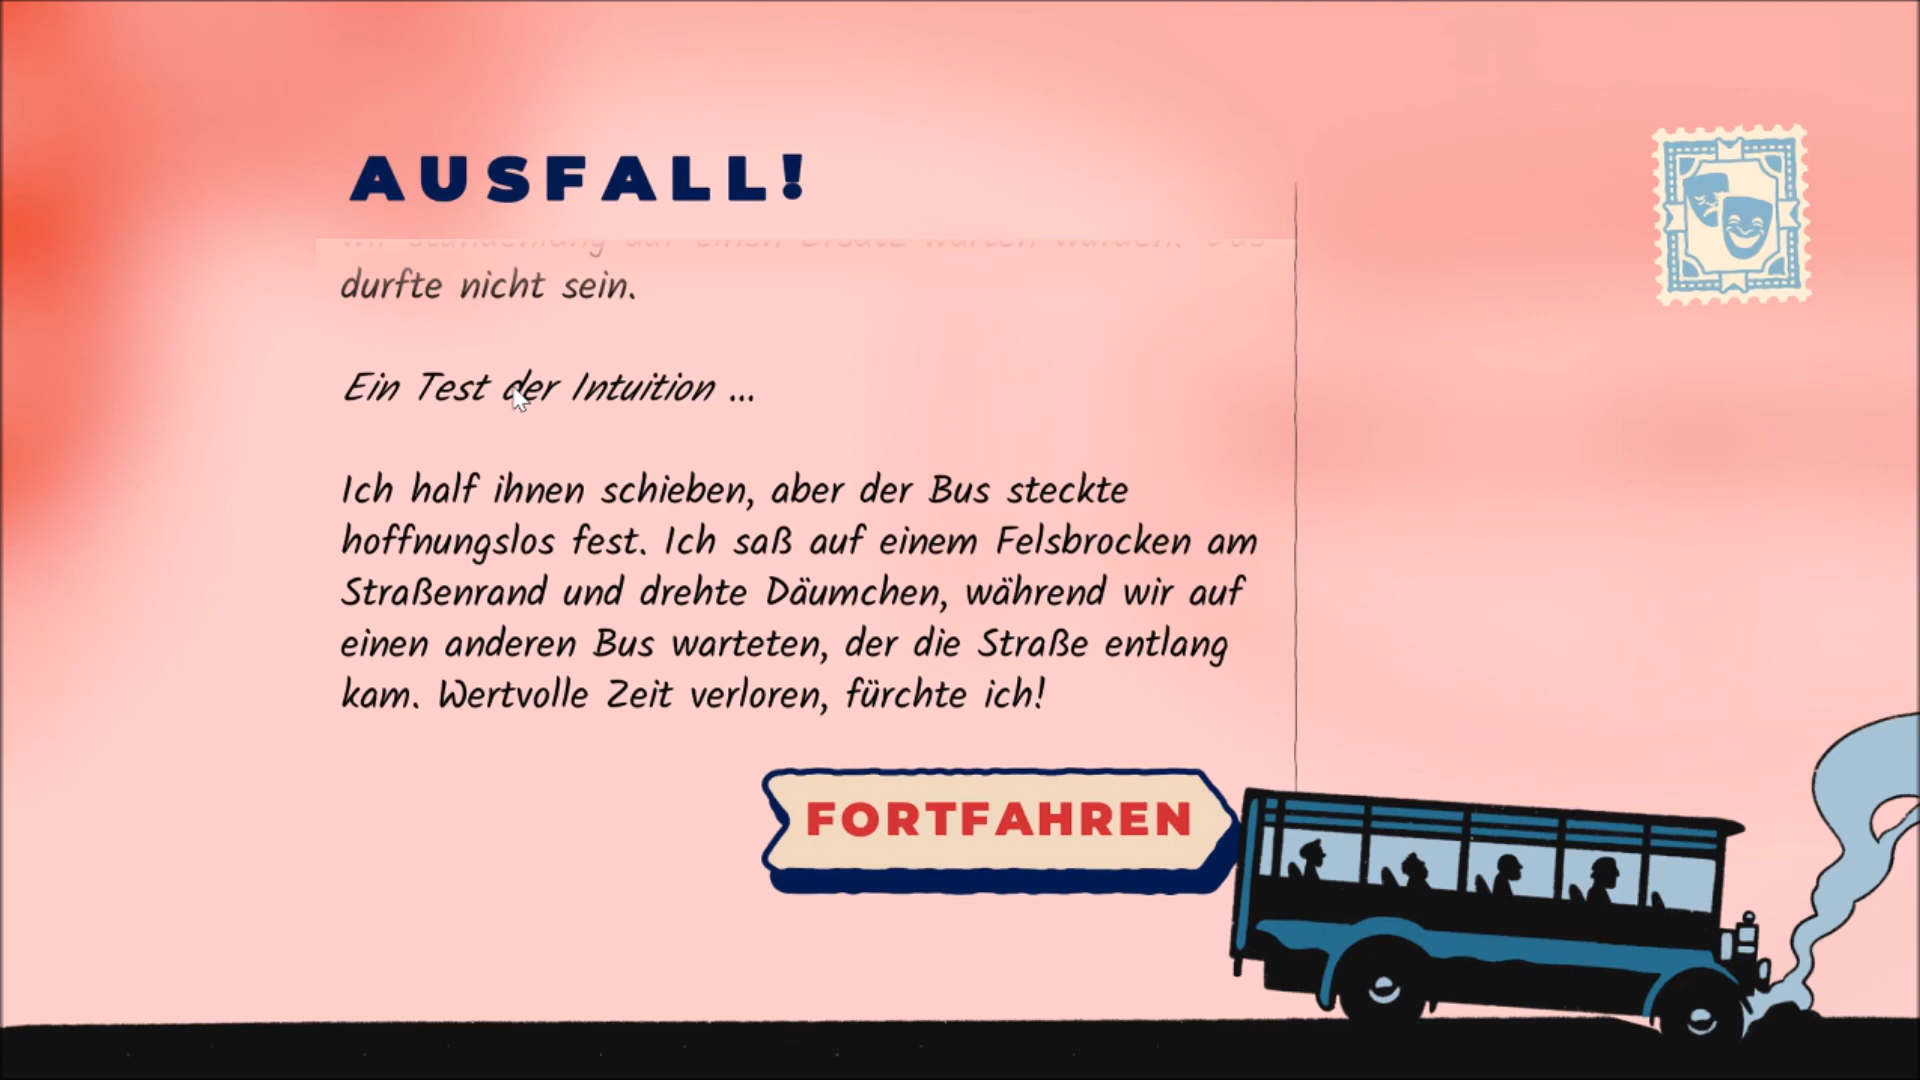 AUSFALL!
durfte nicht sein.
Ein Test der Intuition ...
Ich half ihnen schieben, aber der Bus steckte
hoffnungslos fest. Ich saß auf einem Felsbrocken am
Straßenrand und drehte Däumchen, während wir auf
einen anderen Bus warteten, der die Straße entlang
kam. Wertvolle Zeit verloren, fürchte ich!
FORTFAHREN